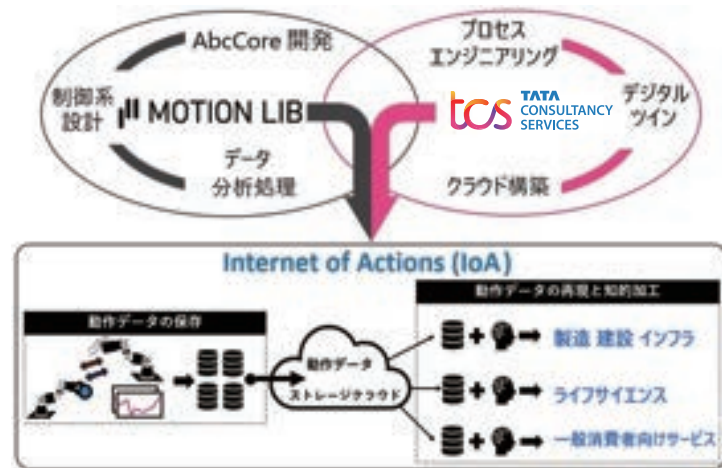 AbcCore 開発
制御系
設計
MOTION LIB
データ
分析処理
プロセス
エンジニアリング
tcs TATA
CONSULTANCY
SERVICES
デジタル
ツイン
クラウド構築
Internet of Actions (IoA)
動作データの保存
動作データ
ストレージクラウド
動作データの再現と知的加工
製造 建設 インフラ
ライフサイエンス
一般消費者向けサービス